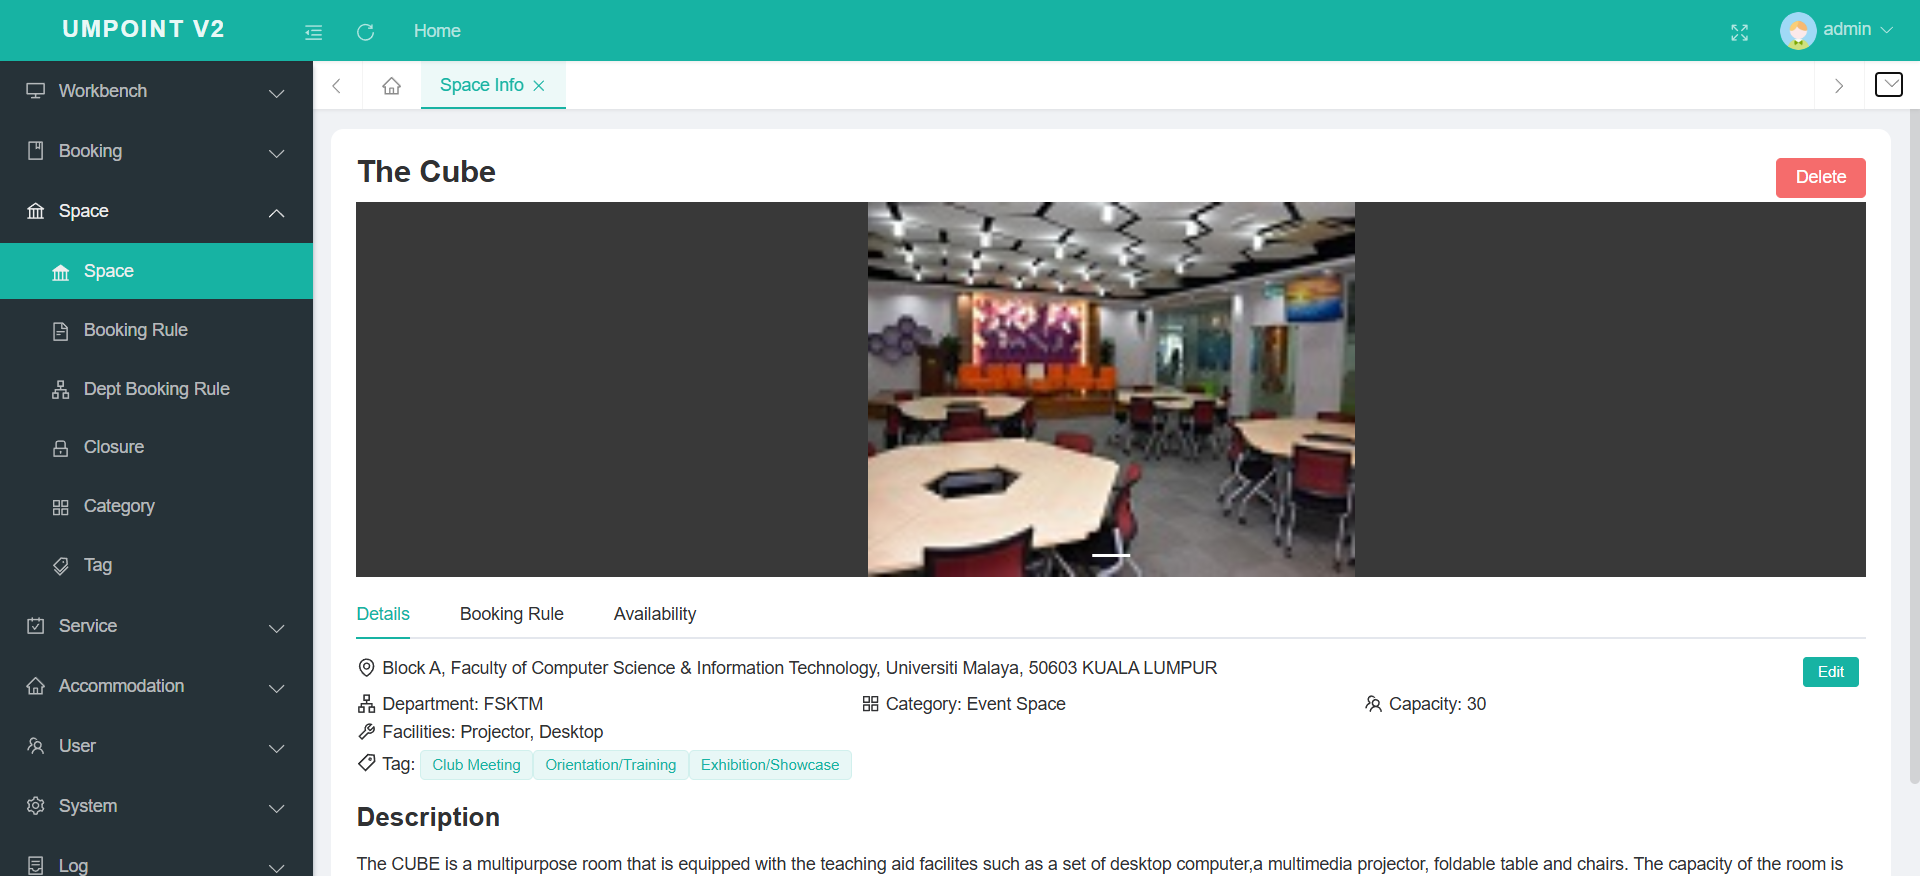 UMPOINT V2
Home
admin
Workbench
Booking
Space
Space
Booking Rule
Dept Booking Rule
Closure
Category
Tag
Service
Accommodation
User
System
Log
Space Info
The Cube
Delete
Details Booking Rule Availability
Block A, Faculty of Computer Science & Information Technology, Universiti Malaya, 50603 KUALA LUMPUR
Edit
Department: FSKTM Category: Event Space Capacity: 30
Facilities: Projector, Desktop
Tag: Club Meeting Orientation/Training Exhibition/Showcase
Description
The CUBE is a multipurpose room that is equipped with the teaching aid facilites such as a set of desktop computer,a multimedia projector, foldable table and chairs. The capacity of the room is